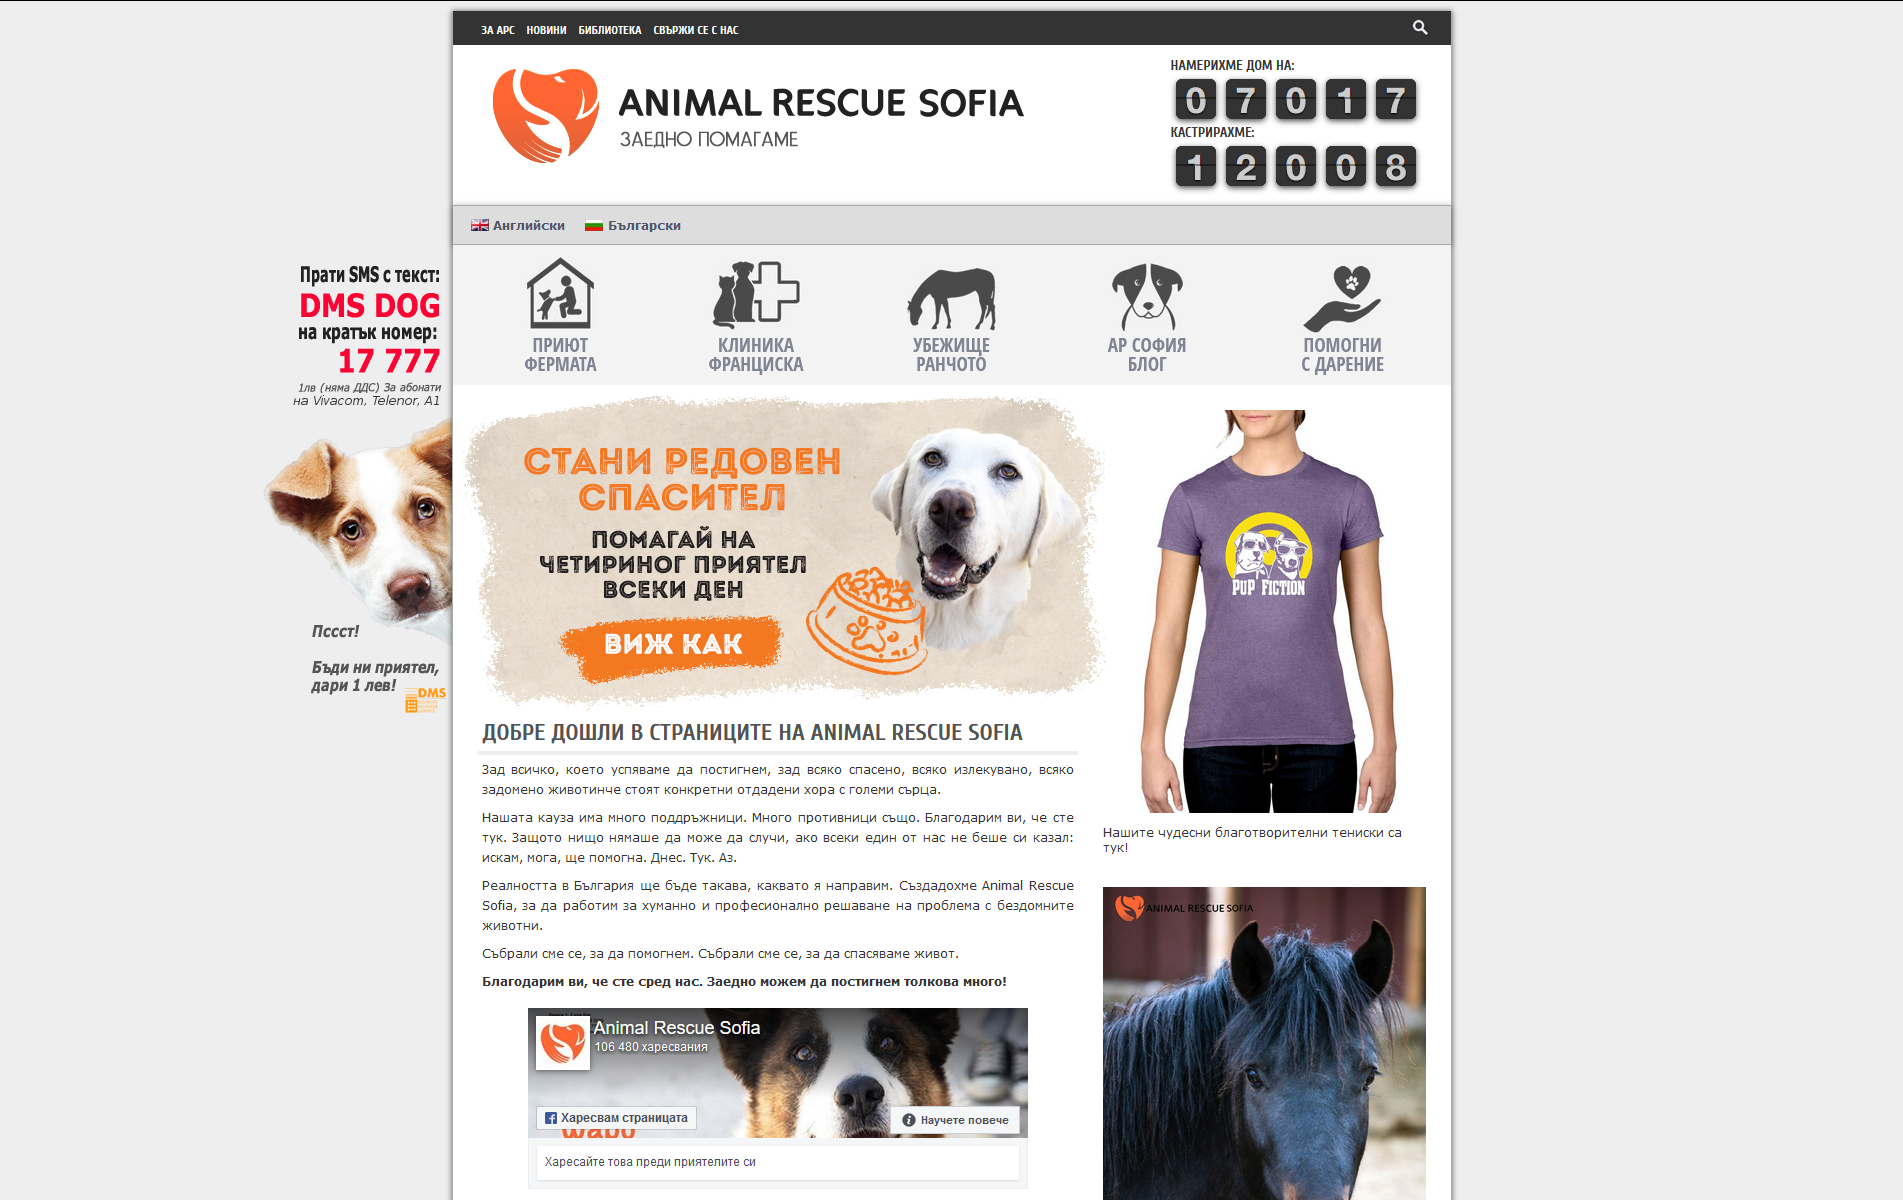 ЗА АРС НОВИНИ БИБЛИОТЕКА СВЪРЖИ СЕ С НАС
ANIMAL RESCUE SOFIA
ЗАЕДНО ПОМАГАМЕ
НАМЕРИХМЕ ДОМ НА:
0 7 0 1 7
КАСТРИРАХМЕ:
1 2 0 0 8
Английски Български
Прати SMS с текст:
DMS DOG
на кратък номер:
17 777
1лв (няма ДДС) За абонати
на Vivacom, Telenor, A1
Пссст!
Бъди ни приятел,
дари 1 лев!
DMS
ПРИЮТ
ФЕРМАТА
КЛИНИКА
ФРАНЦИСКА
УБЕЖИЩЕ
РАНЧОТО
АР СОФИЯ
БЛОГ
ПОМОГНИ
С ДАРЕНИЕ
СТАНИ РЕДОВЕН
СПАСИТЕЛ
ПОМАГАЙ НА
ЧЕТИРИНОГ ПРИЯТЕЛ
ВСЕКИ ДЕН
ВИЖ КАК
PUP FICTION
ДОБРЕ ДОШЛИ В СТРАНИЦИТЕ НА ANIMAL RESCUE SOFIA
Зад всичко, което успяваме да постигнем, зад всяко спасено, всяко излекувано, всяко
задомено животинче стоят конкретни отдадени хора с големи сърца.
Нашата кауза има много поддръжници. Много противници също. Благодарим ви, че сте
тук. Защото нищо нямаше да може да случи, ако всеки един от нас не беше си казал:
искам, мога, ще помогна. Днес. Тук. Аз.
Реалността в България ще бъде такава, каквато я направим. Създадохме Animal Rescue
Sofia, за да работим за хуманно и професионално решаване на проблема с бездомните
животни.
Събрали сме се, за да помогнем. Събрали сме се, за да спасяваме живот.
Благодарим ви, че сте сред нас. Заедно можем да постигнем толкова много!
Нашите чудесни благотворителни тениски са
тук!
ANIMAL RESCUE SOFIA
Animal Rescue Sofia
106 480 харесвания
Харесвам страницата
Научете повече
Харесайте това преди приятелите си